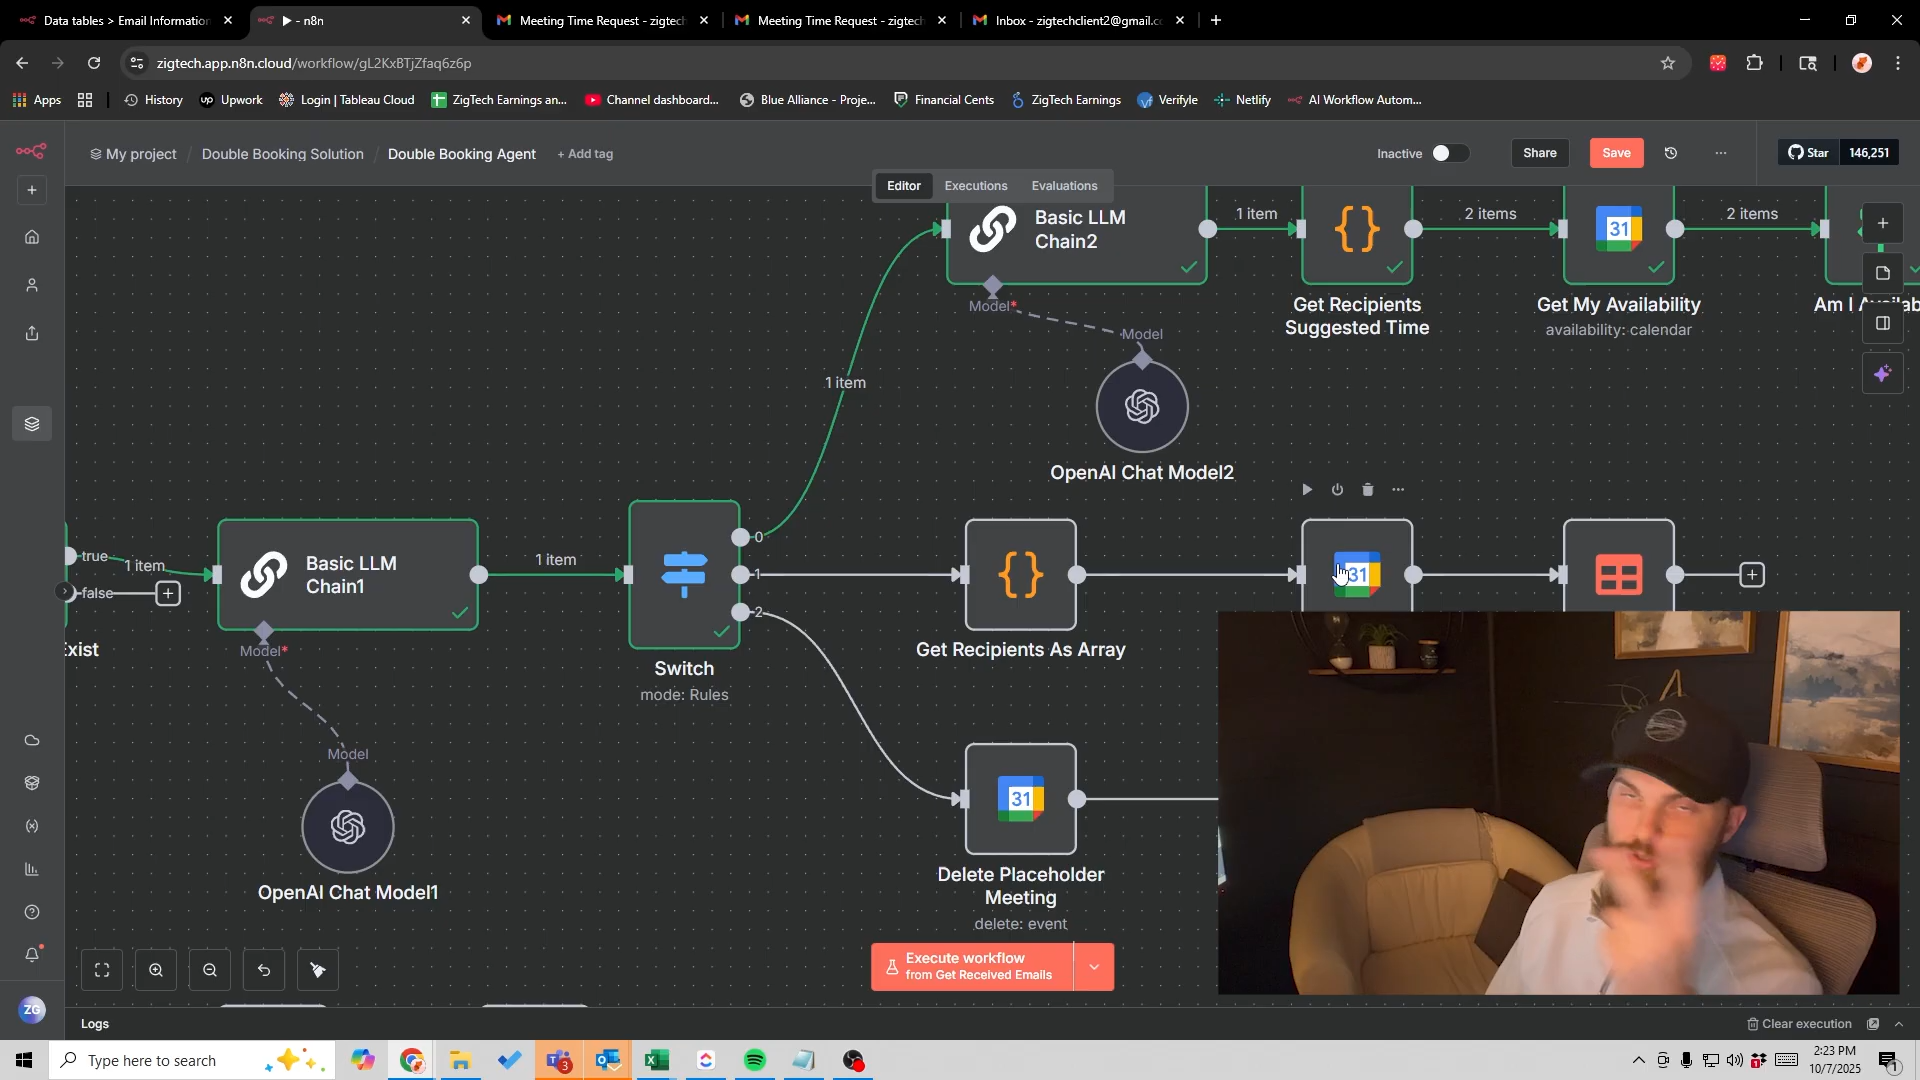 Data tables > Email Information
▶ - n8n
Meeting Time Request - zigtech
Meeting Time Request - zigtech
Inbox - zigtechclient2@gmail.c
zigtech.app.n8n.cloud/workflow/gL2KxBTjZfaq6z6p
Apps
History
up Upwork
Login | Tableau Cloud
ZigTech Earnings an...
Channel dashboard...
Blue Alliance - Proje...
Financial Cents
ZigTech Earnings
Verifyle
Netlify
AI Workflow Autom...
My project / Double Booking Solution / Double Booking Agent + Add tag
Inactive
Share
Save
Star 146,251
Editor
Executions
Evaluations
Basic LLM
Chain2
1 item
2 items
31
2 items
Model*
Get Recipients
Suggested Time
Get My Availability
availability: calendar
Model
1 item
OpenAI Chat Model2
true
1 item
false
Basic LLM
Chain1
1 item
0
1
2
31
Exist
Model*
Switch
mode: Rules
Get Recipients As Array
Model
31
OpenAI Chat Model1
Delete Placeholder
Meeting
delete: event
Execute workflow
from Get Received Emails
ZG
Logs
Clear execution
Type here to search
3
2:23 PM
10/7/2025
1